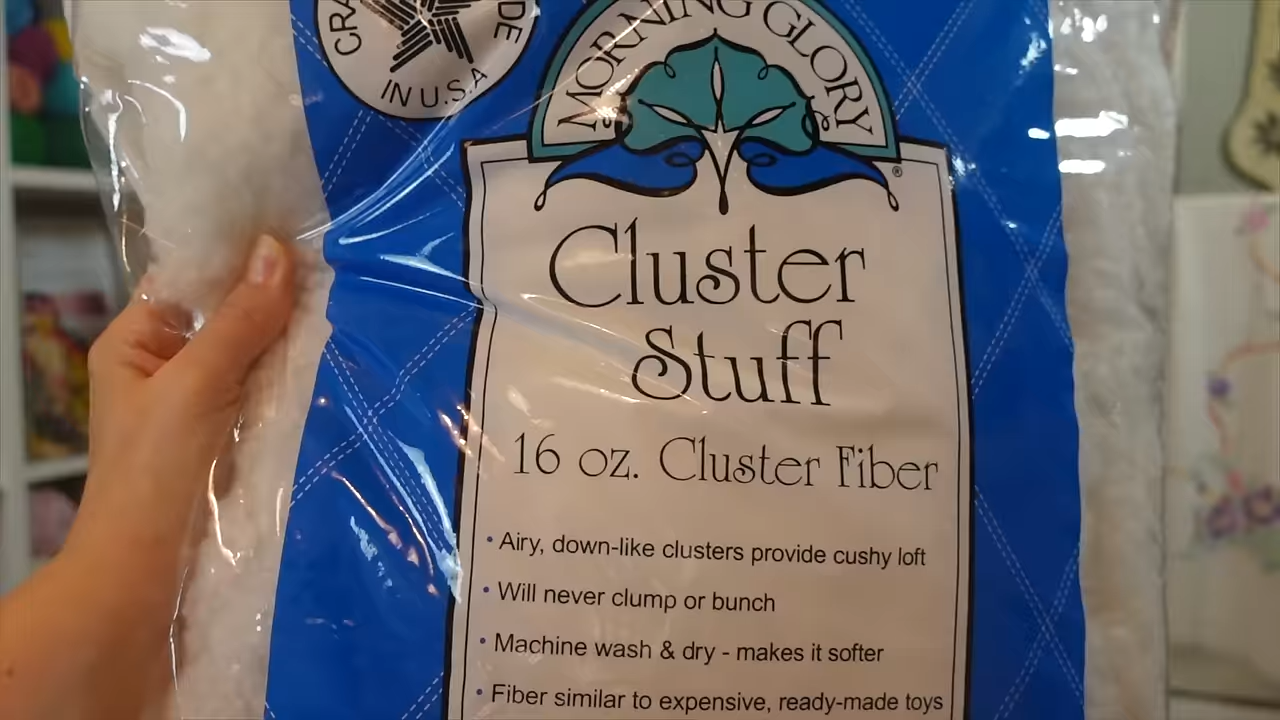 IN U.S.A
MORNING GLORY
®
Cluster
Stuff
16 oz. Cluster Fiber
• Airy, down-like clusters provide cushy loft
• Will never clump or bunch
• Machine wash & dry - makes it softer
• Fiber similar to expensive, ready-made toys